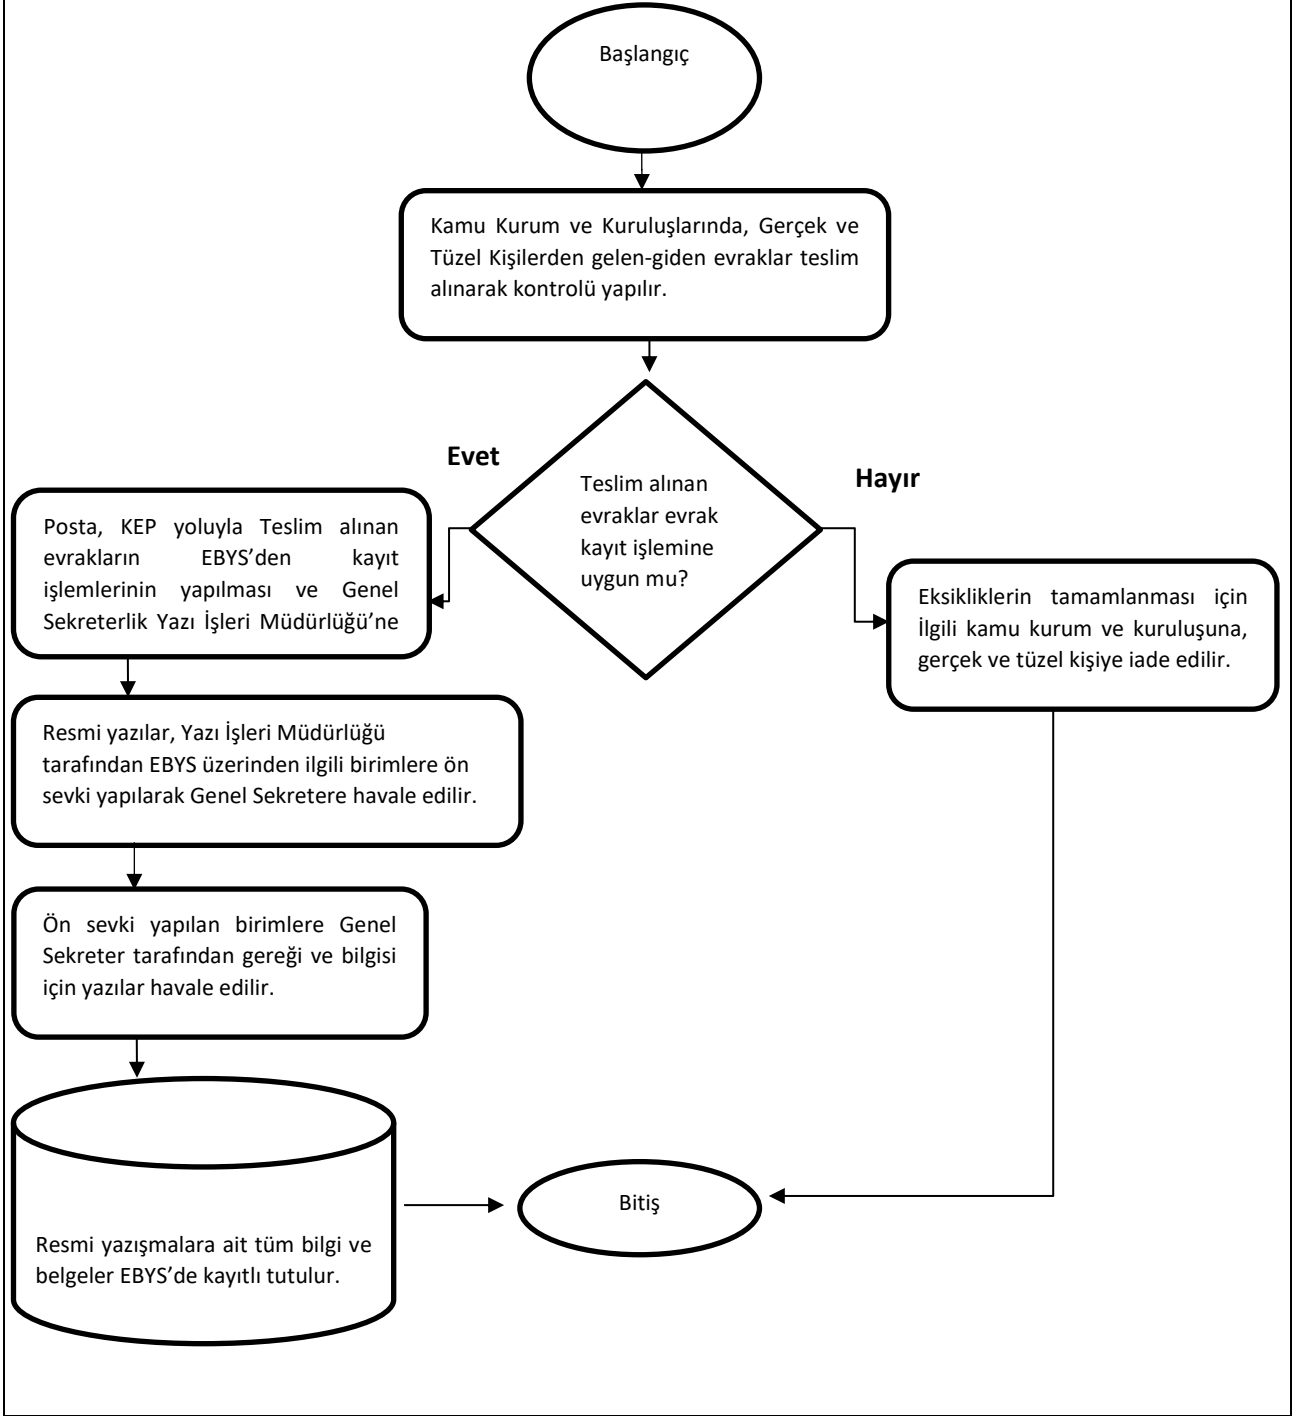 Başlangıç
Kamu Kurum ve Kuruluşlarında, Gerçek ve
Tüzel Kişilerden gelen-giden evraklar teslim
alınarak kontrolü yapılır.
Evet
Hayır
Teslim alınan
evraklar evrak
kayıt işlemine
uygun mu?
Posta, KEP yoluyla Teslim alınan
evrakların EBYS’den kayıt
işlemlerinin yapılması ve Genel
Sekreterlik Yazı İşleri Müdürlüğü’ne
Eksikliklerin tamamlanması için
İlgili kamu kurum ve kuruluşuna,
gerçek ve tüzel kişiye iade edilir.
Resmi yazılar, Yazı İşleri Müdürlüğü
tarafından EBYS üzerinden ilgili birimlere ön
sevki yapılarak Genel Sekretere havale edilir.
Ön sevki yapılan birimlere Genel
Sekreter tarafından gereği ve bilgisi
için yazılar havale edilir.
Resmi yazışmalara ait tüm bilgi ve
belgeler EBYS’de kayıtlı tutulur.
Bitiş